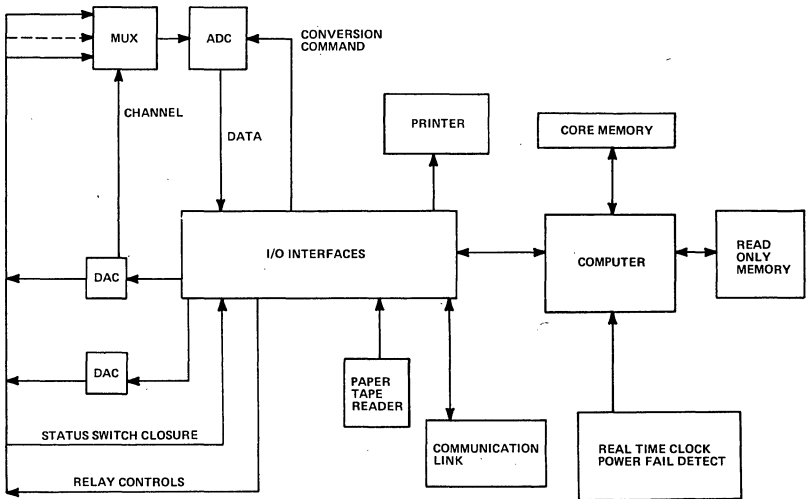 MUX
ADC
CONVERSION
COMMAND
CHANNEL
DATA
PRINTER
CORE MEMORY
I/O INTERFACES
COMPUTER
READ
ONLY
MEMORY
DAC
DAC
PAPER
TAPE
READER
STATUS SWITCH CLOSURE
COMMUNICATION
LINK
REAL TIME CLOCK
POWER FAIL DETECT
RELAY CONTROLS